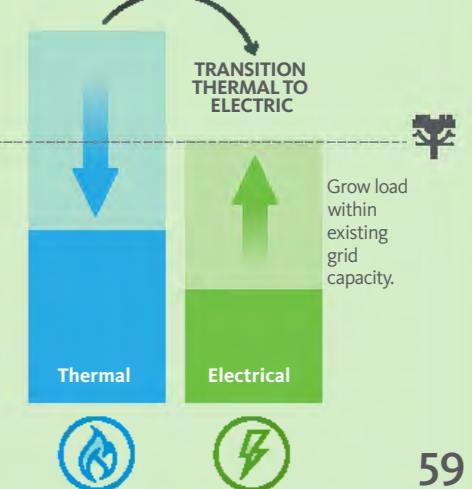 TRANSITION
THERMAL TO
ELECTRIC
Grow load
within
existing
grid
capacity.
Thermal
Electrical
59